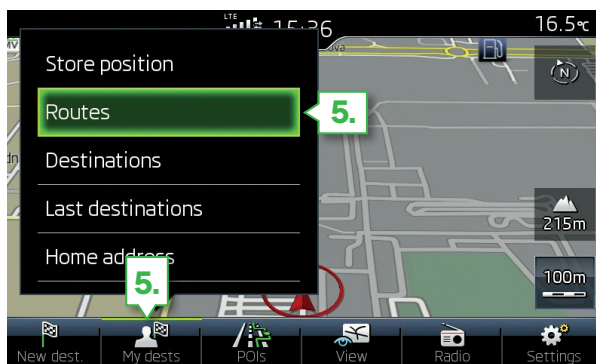 LTE 15:36 16.5°C
Store position
Routes
5.
Destinations
Last destinations
Home address
5.
N
215m
100m
New dest. My dests POIs View Radio Settings